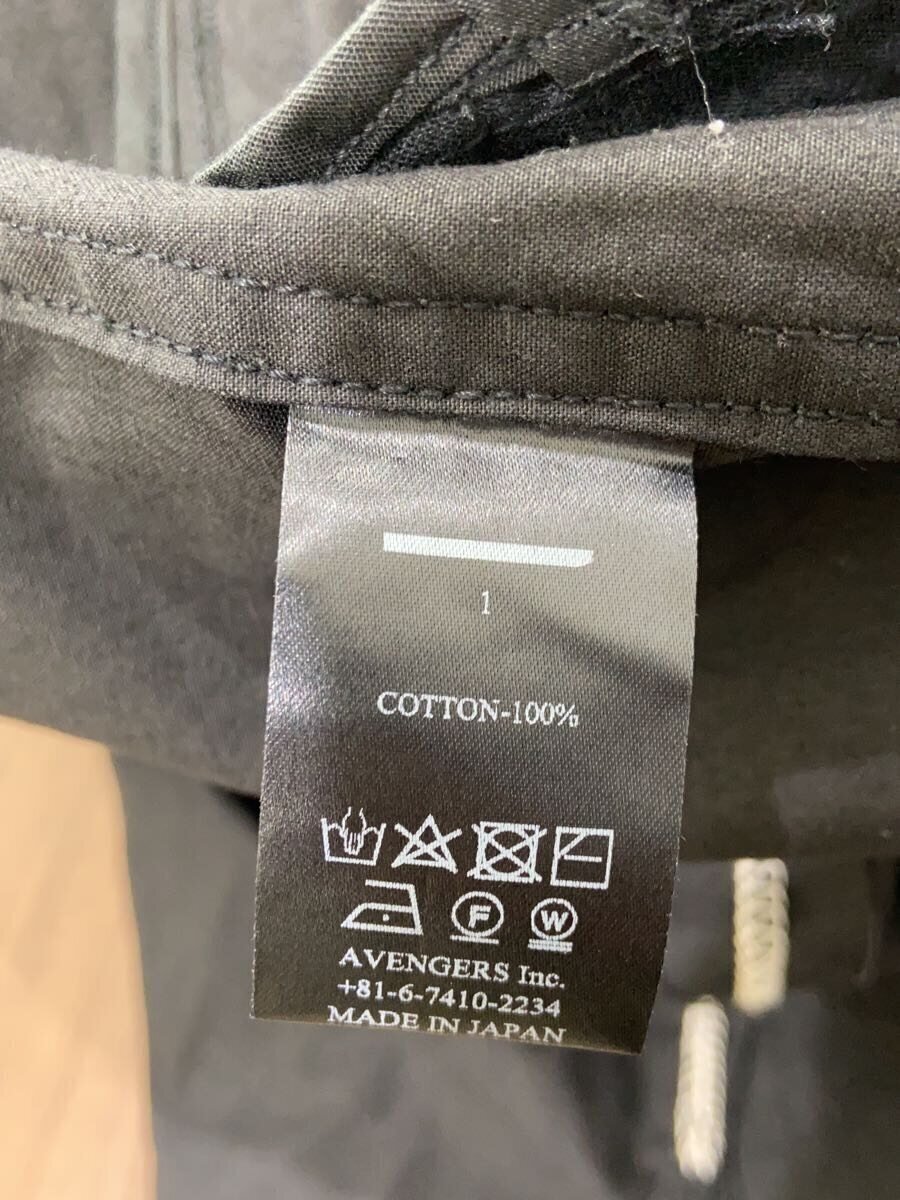 1
COTTON-100%
F W
AVENGERS Inc.
+81-6-7410-2234
MADE IN JAPAN